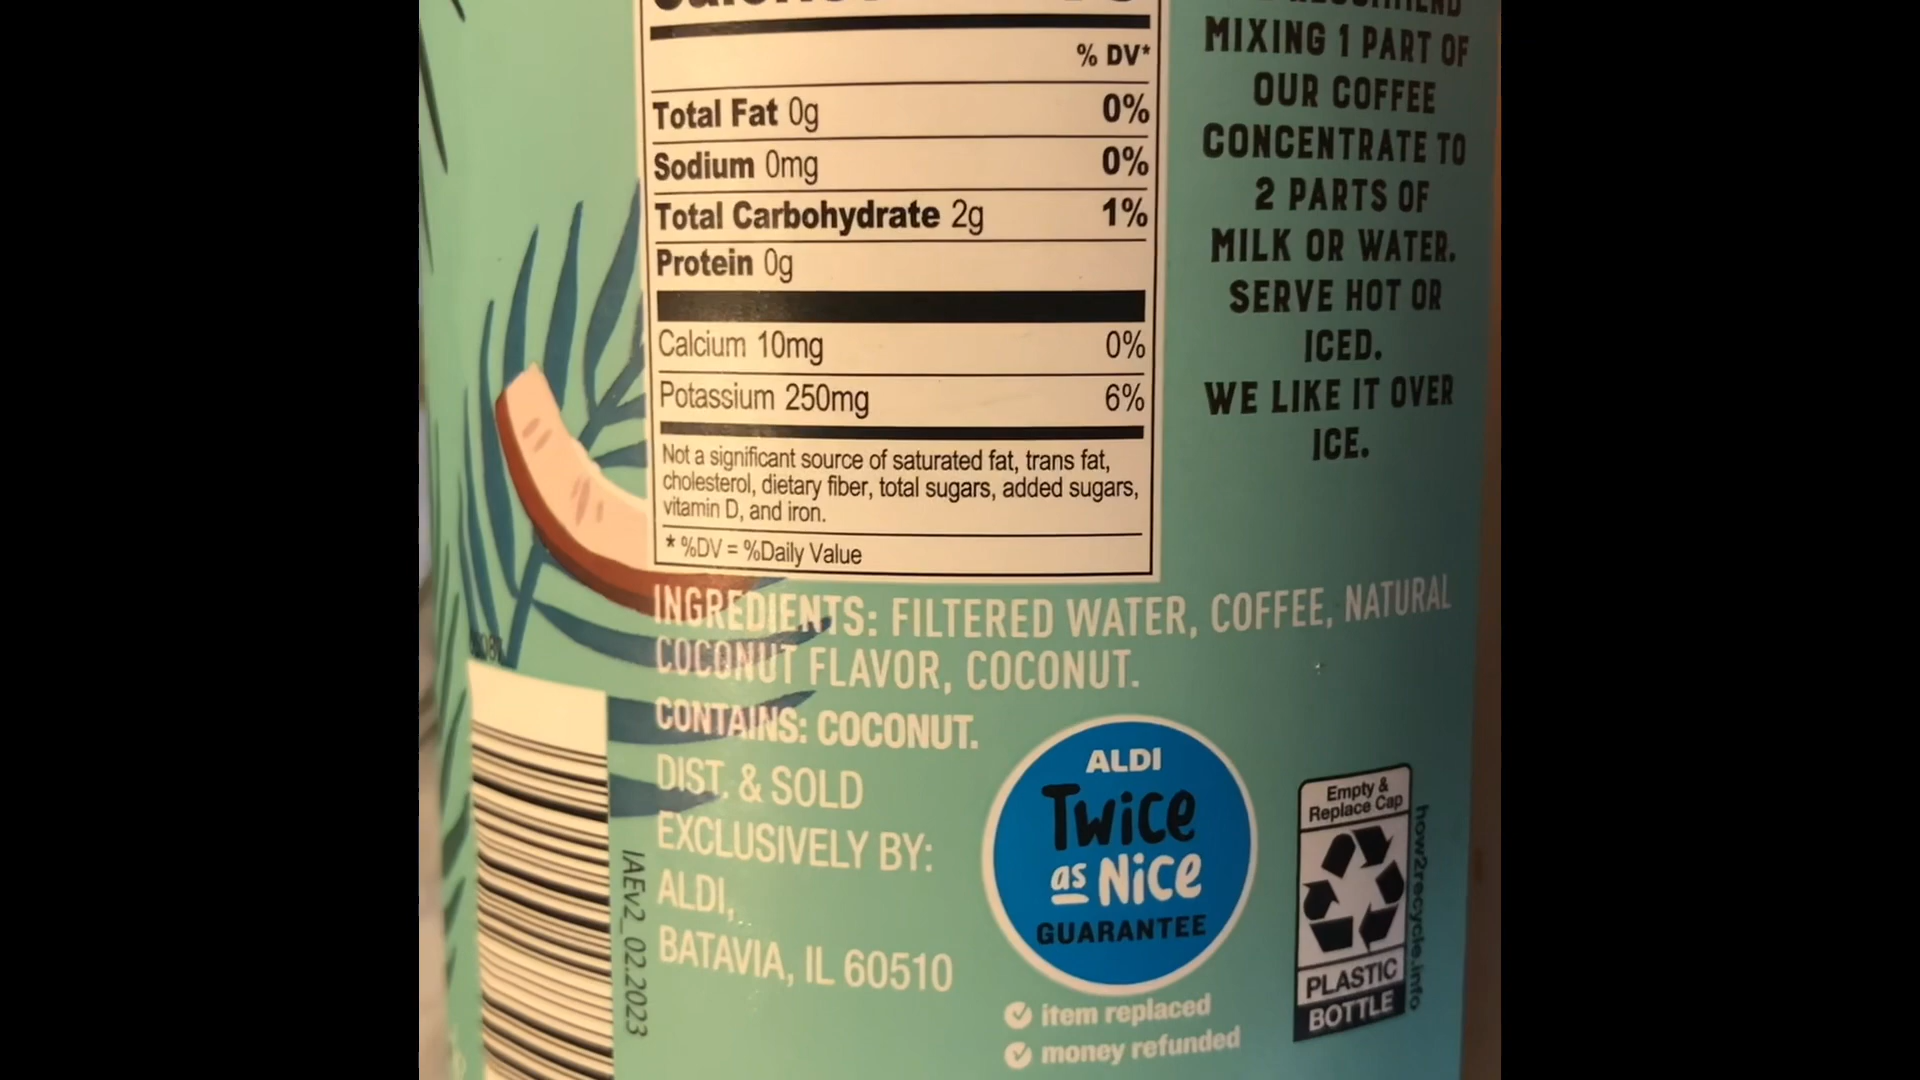 % DV*
Total Fat 0g 0%
Sodium 0mg 0%
Total Carbohydrate 2g 1%
Protein 0g
Calcium 10mg 0%
Potassium 250mg 6%
Not a significant source of saturated fat, trans fat,
cholesterol, dietary fiber, total sugars, added sugars,
vitamin D, and iron.
* %DV = %Daily Value
MIXING 1 PART OF
OUR COFFEE
CONCENTRATE TO
2 PARTS OF
MILK OR WATER.
SERVE HOT OR
ICED.
WE LIKE IT OVER
ICE.
INGREDIENTS: FILTERED WATER, COFFEE, NATURAL
COCONUT FLAVOR, COCONUT.
CONTAINS: COCONUT.
DIST. & SOLD
EXCLUSIVELY BY:
ALDI,
BATAVIA, IL 60510
IAEv2_02.2023
ALDI
Twice
as Nice
GUARANTEE
item replaced
money refunded
Empty &
Replace Cap
PLASTIC
BOTTLE
how2recycle.info